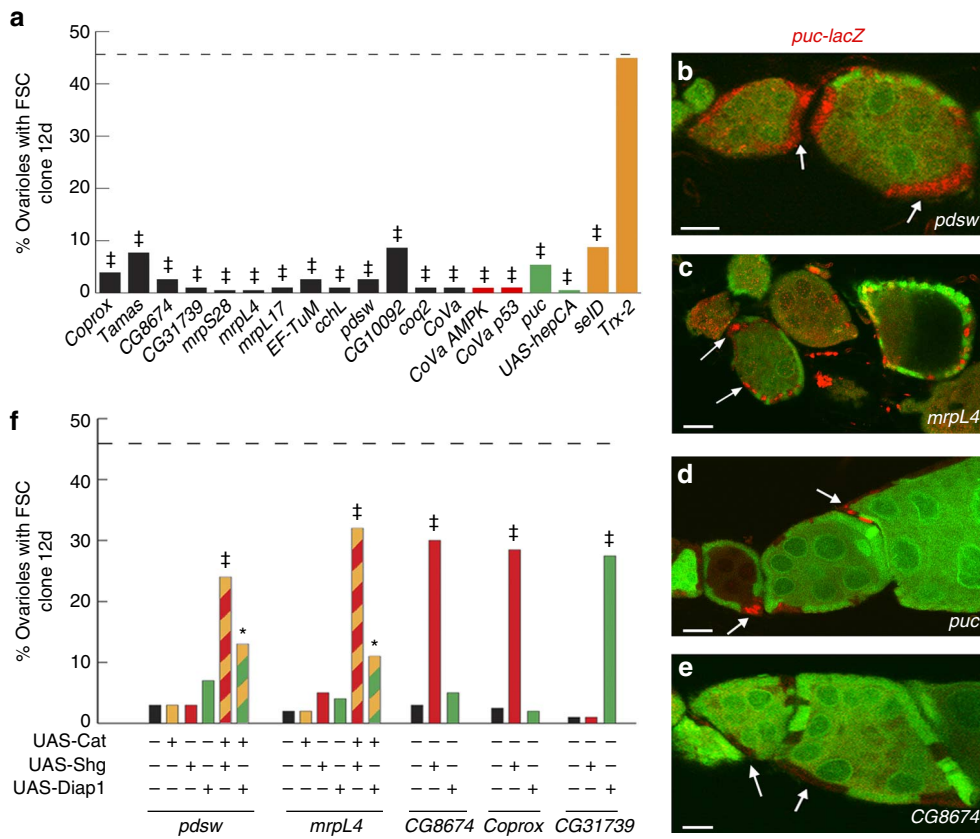 a
50
40
30
20
10
0
% Ovarioles with FSC
clone 12d
‡ ‡ ‡ ‡ ‡ ‡ ‡ ‡ ‡ ‡ ‡ ‡ ‡ ‡ ‡ ‡ ‡ ‡
Coprox
Tamas
CG8674
CG31739
mrpS28
mrpL4
mrpL17
EF-TuM
cchL
pdsw
CG10092
coq2
CoVa
CoVa AMPK
CoVa p53
puc
UAS-hepCA
selD
Trx-2
puc-lacZ
b
pdsw
c
mrpL4
d
puc
e
CG8674
f
50
40
30
20
10
0
% Ovarioles with FSC
clone 12d
‡ * ‡ * ‡ ‡ ‡
UAS-Cat – + – – + + – + – – + + – – – – – – – – –
UAS-Shg – – + – + – – – + – + – – + – – + – – + –
UAS-Diap1 – – – + – + – – – + – + – – + – – + – – +
pdsw mrpL4 CG8674 Coprox CG31739